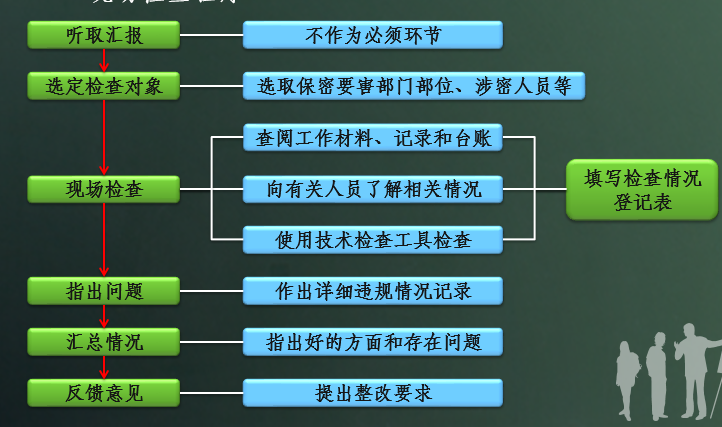 听取汇报
不作为必须环节
选定检查对象
选取保密要害部门部位、涉密人员等
查阅工作材料、记录和台账
现场检查
向有关人员了解相关情况
填写检查情况
登记表
使用技术检查工具检查
指出问题
作出详细违规情况记录
汇总情况
指出好的方面和存在问题
反馈意见
提出整改要求